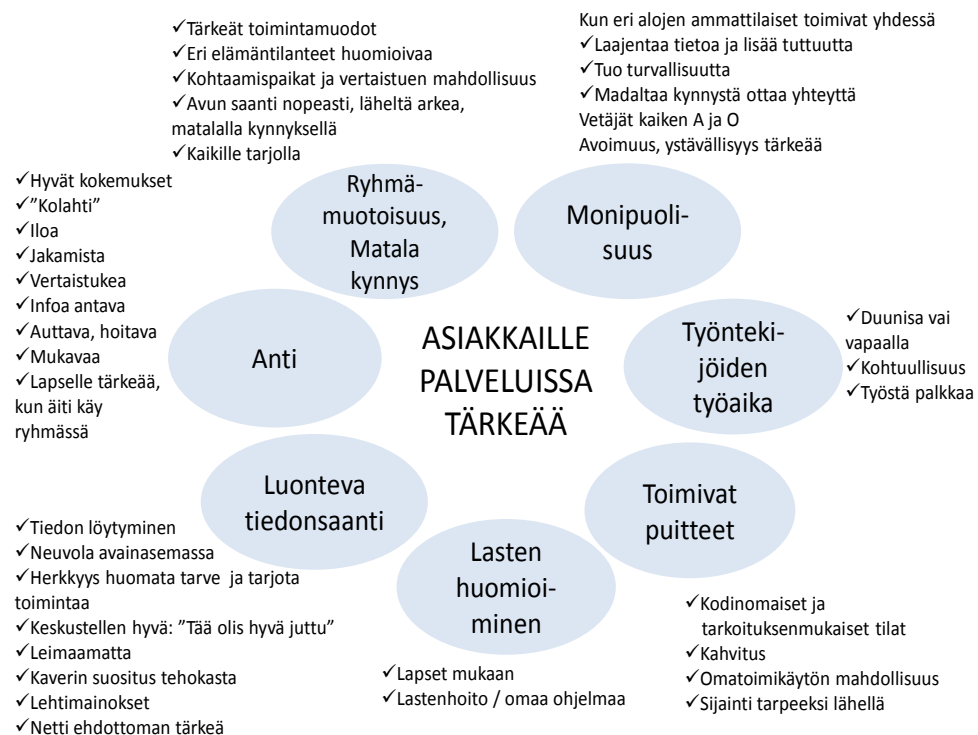 ✓Tärkeät toimintamuodot
✓Eri elämäntilanteet huomioivaa
✓Kohtaamispaikat ja vertaistuen mahdollisuus
✓Avun saanti nopeasti, läheltä arkea,
matalalla kynnyksellä
✓Kaikille tarjolla
Kun eri alojen ammattilaiset toimivat yhdessä
✓Laajentaa tietoa ja lisää tuttuutta
✓Tuo turvallisuutta
✓Madaltaa kynnystä ottaa yhteyttä
Vetäjät kaiken A ja O
Avoimuus, ystävällisyys tärkeää
✓Hyvät kokemukset
✓"Kolahti"
✓Iloa
✓Jakamista
✓Vertaistukea
✓Infoa antava
✓Auttava, hoitava
✓Mukavaa
✓Lapselle tärkeää,
kun äiti käy
ryhmässä
Ryhmä-
muotoisuus,
Matala
kynnys
Monipuoli-
suus
Anti
ASIAKKAILLE
PALVELUISSA
TÄRKEÄÄ
Työnteki-
jöiden
työaika
✓Duunisa vai
vapaalla
✓Kohtuullisuus
✓Työstä palkkaa
Luonteva
tiedonsaanti
Toimivat
puitteet
Lasten
huomioi-
minen
✓Tiedon löytyminen
✓Neuvola avainasemassa
✓Herkkyys huomata tarve ja tarjota
toimintaa
✓Keskustellen hyvä: "Tää olis hyvä juttu"
✓Leimaamatta
✓Kaverin suositus tehokasta
✓Lehtimainokset
✓Netti ehdottoman tärkeä
✓Lapset mukaan
✓Lastenhoito / omaa ohjelmaa
✓Kodinomaiset ja
tarkoituksenmukaiset tilat
✓Kahvitus
✓Omatoimikäytön mahdollisuus
✓Sijainti tarpeeksi lähellä